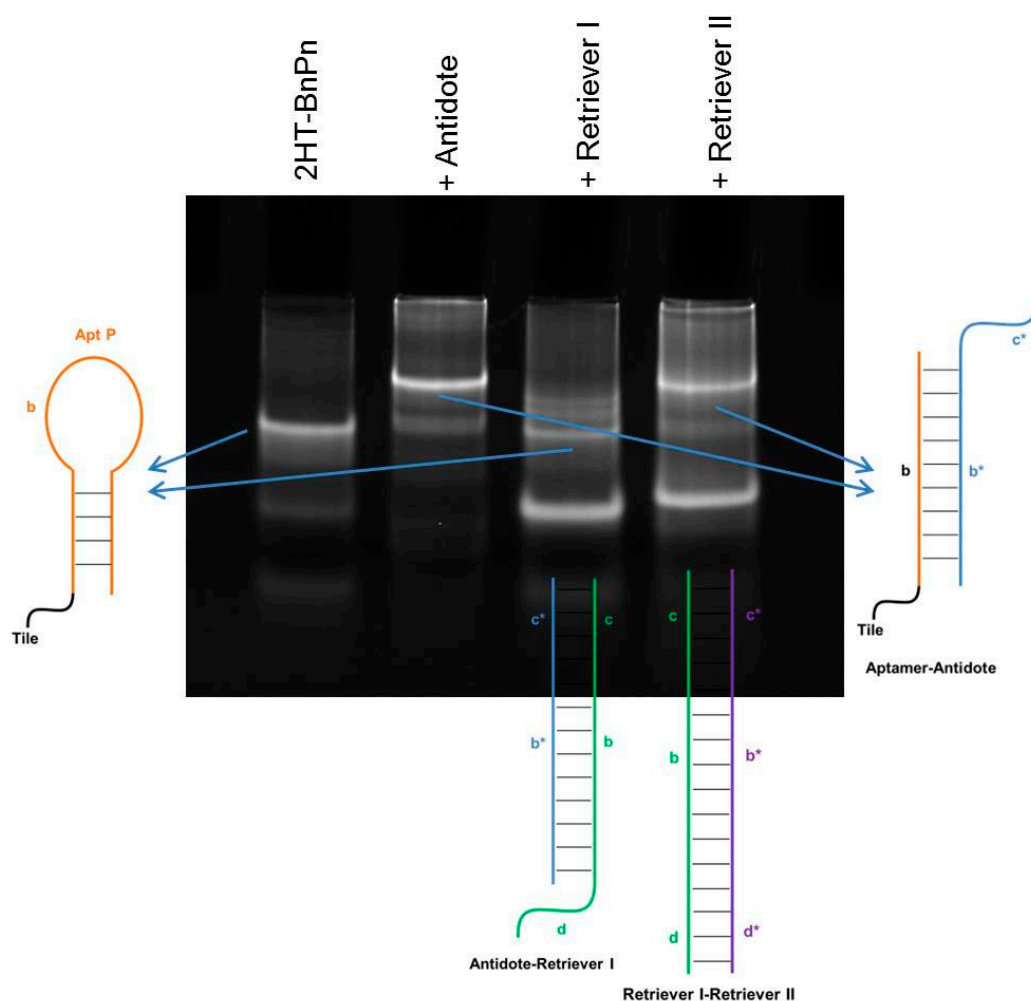 2HT-BnPn
+ Antidote
+ Retriever I
+ Retriever II
Apt P
b
Tile
c*
b
b*
Tile
Aptamer-Antidote
c*
c
b*
b
d
Antidote-Retriever I
c
c*
b
b*
d
d*
Retriever I-Retriever II